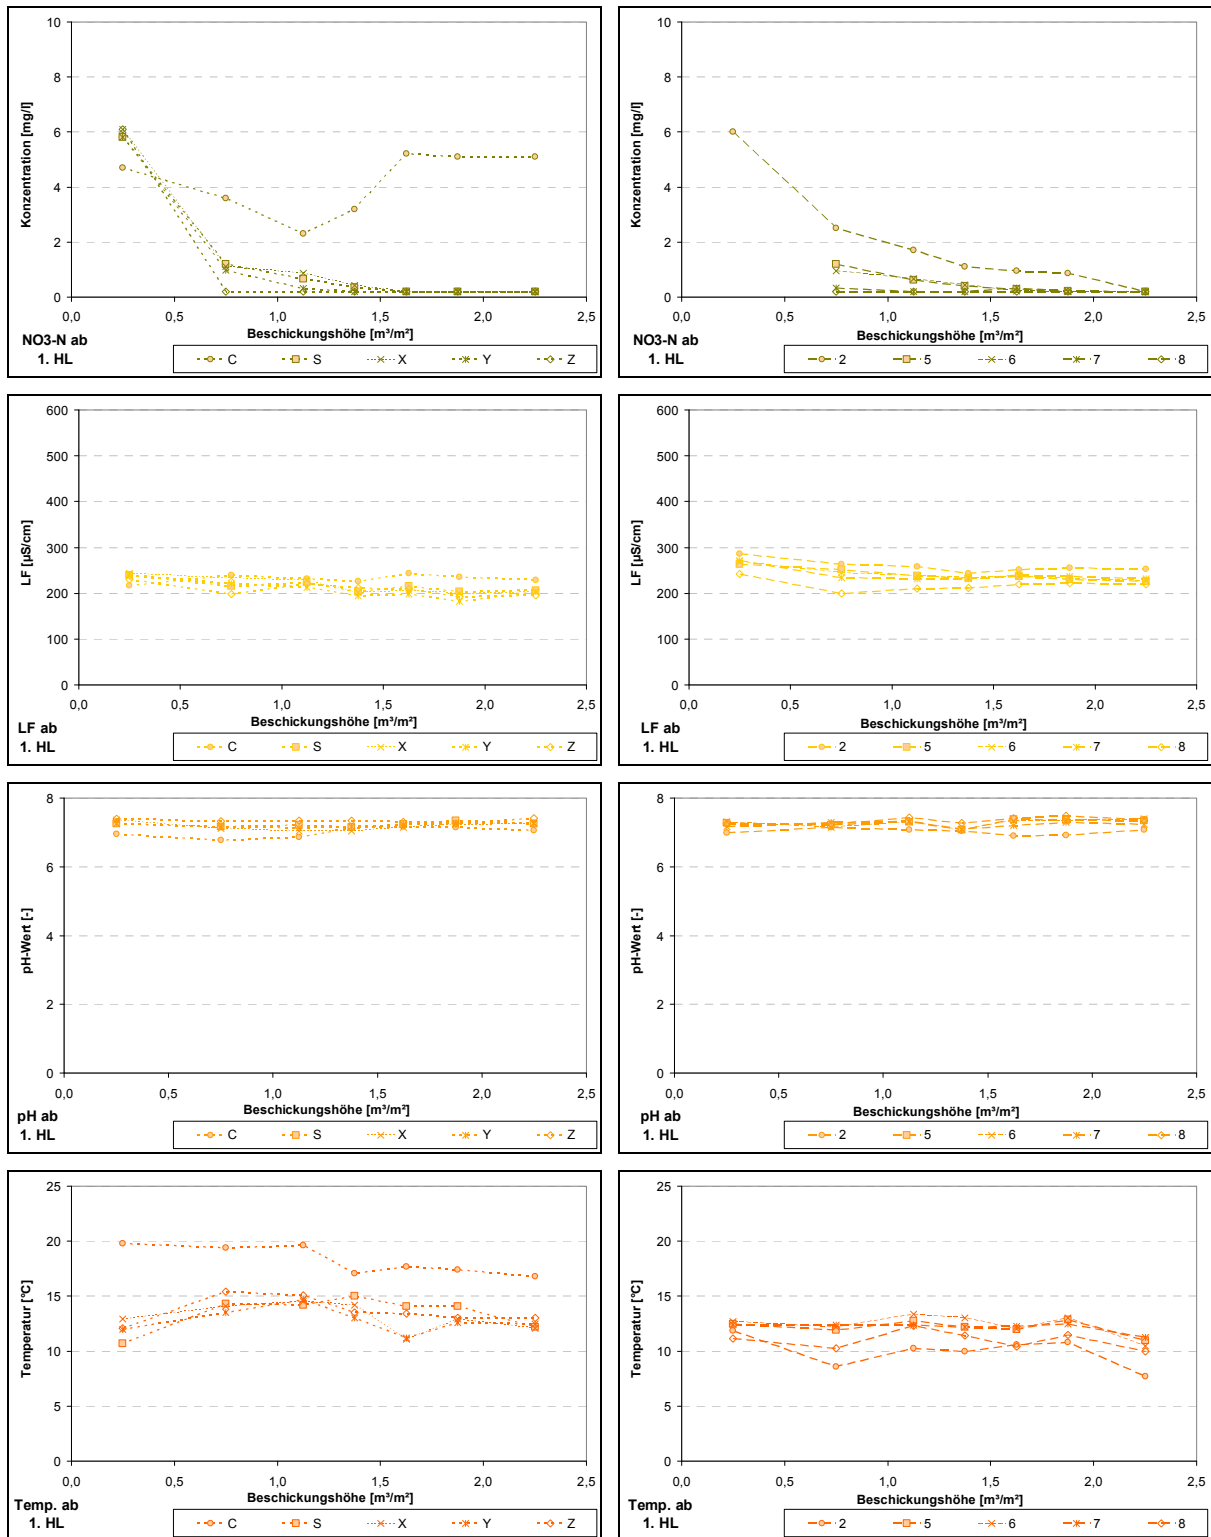 10
8
6
4
2
0
Konzentration [mg/l]
0,0 0,5 1,0 1,5 2,0 2,5
Beschickungshöhe [m³/m²]
NO3-N ab
1. HL
C S X Y Z
10
8
6
4
2
0
Konzentration [mg/l]
0,0 0,5 1,0 1,5 2,0 2,5
Beschickungshöhe [m³/m²]
NO3-N ab
1. HL
2 5 6 7 8
600
500
400
300
200
100
0
LF [µS/cm]
0,0 0,5 1,0 1,5 2,0 2,5
Beschickungshöhe [m³/m²]
LF ab
1. HL
C S X Y Z
600
500
400
300
200
100
0
LF [µS/cm]
0,0 0,5 1,0 1,5 2,0 2,5
Beschickungshöhe [m³/m²]
LF ab
1. HL
2 5 6 7 8
8
6
4
2
0
pH-Wert [-]
0,0 0,5 1,0 1,5 2,0 2,5
Beschickungshöhe [m³/m²]
pH ab
1. HL
C S X Y Z
8
6
4
2
0
pH-Wert [-]
0,0 0,5 1,0 1,5 2,0 2,5
Beschickungshöhe [m³/m²]
pH ab
1. HL
2 5 6 7 8
25
20
15
10
5
0
Temperatur [°C]
0,0 0,5 1,0 1,5 2,0 2,5
Beschickungshöhe [m³/m²]
Temp. ab
1. HL
C S X Y Z
25
20
15
10
5
0
Temperatur [°C]
0,0 0,5 1,0 1,5 2,0 2,5
Beschickungshöhe [m³/m²]
Temp. ab
1. HL
2 5 6 7 8